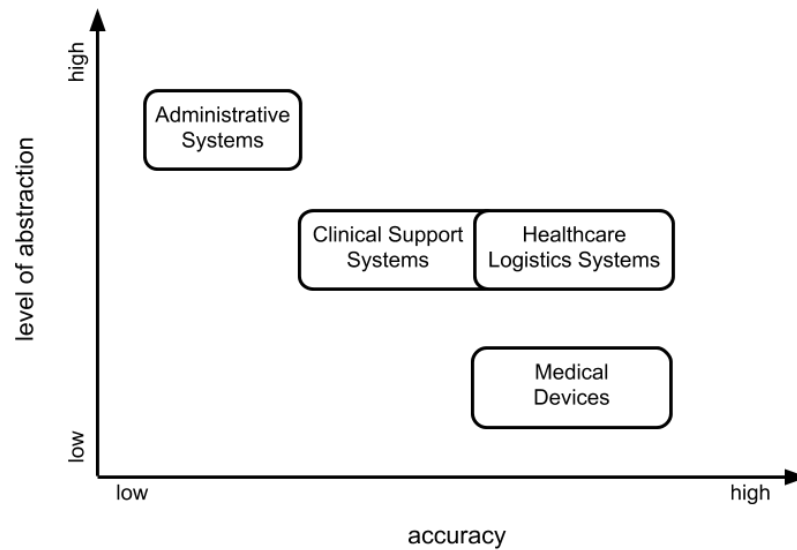 high
Administrative
Systems
level of abstraction
Clinical Support
Systems
Healthcare
Logistics Systems
Medical
Devices
low
low
high
accuracy